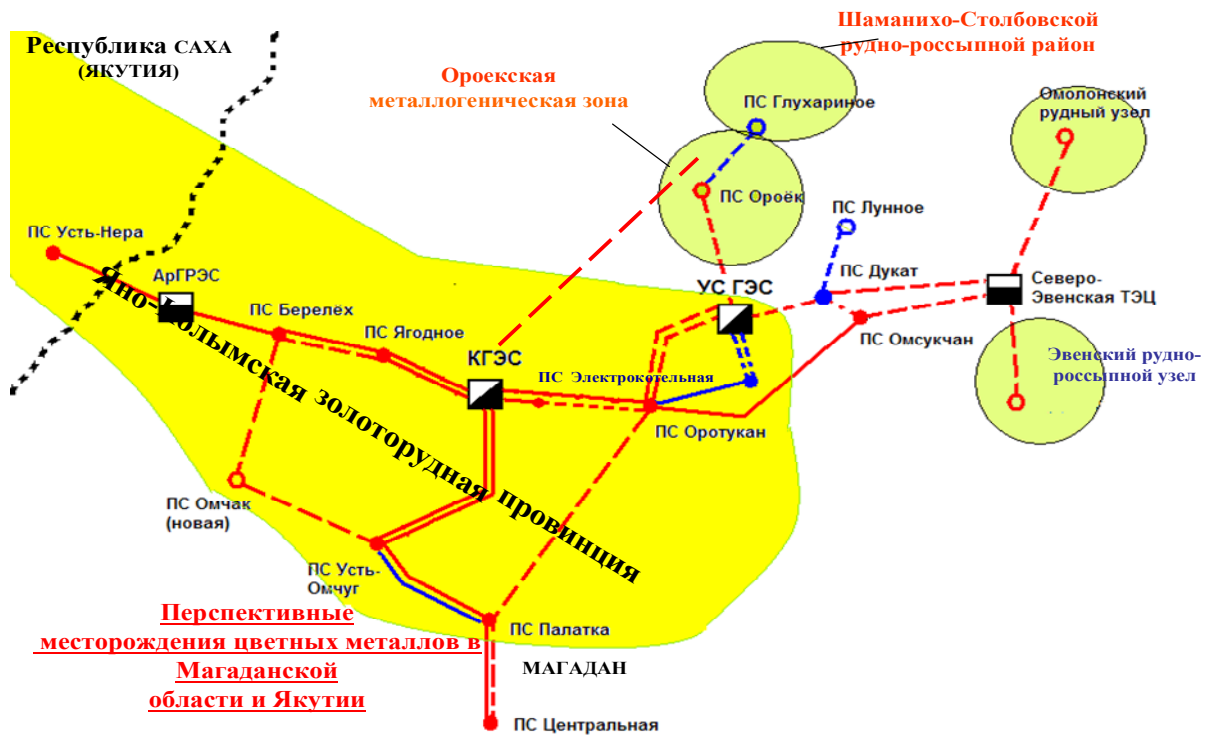 Шаманихо-Столбовской
рудно-россыпной район
Республика САХА
(ЯКУТИЯ)
Ороекская
металлогеническая зона
ПС Глухариное
Омолонский
рудный узел
ПС Ороёк
ПС Лунное
ПС Усть-Нера
АрГРЭС
ПС Дукат
УС ГЭС
Северо-
Эвенская ТЭЦ
ПС Берелёх
ПС Ягодное
ПС Омсукчан
КГЭС
ПС Электрокотельная
Эвенский рудно-
россыпной узел
Яно-Колымская золоторудная провинция
ПС Оротукан
ПС Омчак
(новая)
ПС Усть-
Омчуг
Перспективные
месторождения цветных металлов в
Магаданской
области и Якутии
ПС Палатка
МАГАДАН
ПС Центральная